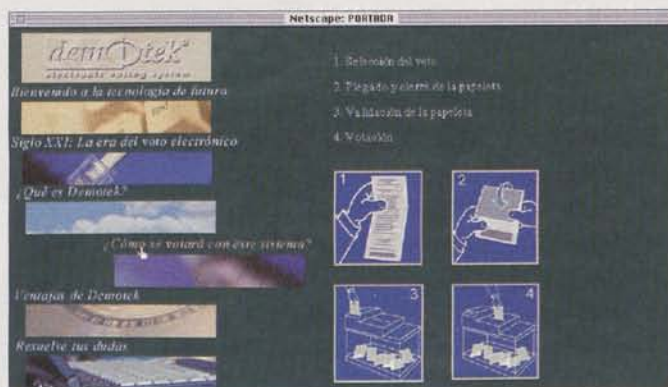 Netscape: PORTADA
demotek
electronic voting system
Bienvenido a la tecnología de futuro
Siglo XXI: La era del voto electrónico
¿Qué es Demotek?
¿Cómo se votará con este sistema?
Ventajas de Demotek
Resuelve tus dudas
1. Selección del voto
2. Plegado y cierre de la papeleta
3. Validación de la papeleta
4. Votación
1
2
3
4